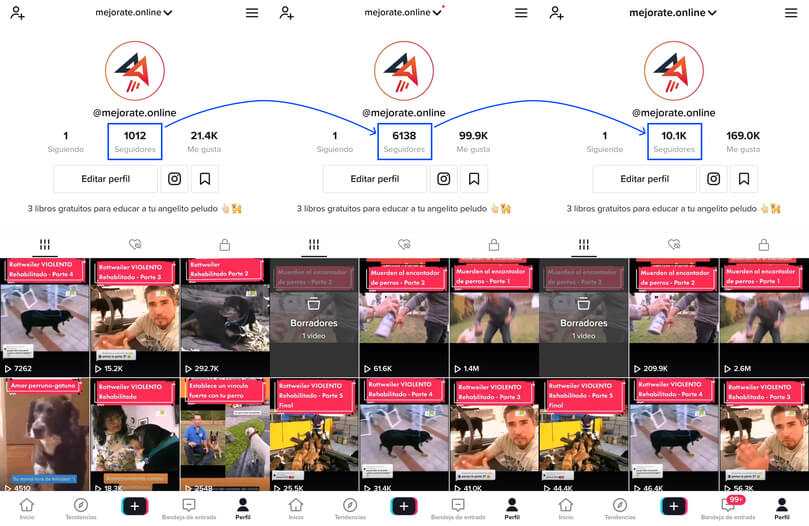 mejorate.online
@mejorate.online
1
Siguiendo
1012
Seguidores
21.4K
Me gusta
Editar perfil
3 libros gratuitos para educar a tu angelito peludo
Rottweiler VIOLENTO
Rehabilitado - Parte 4
7262
Rottweiler VIOLENTO
Rehabilitado - Parte 3
15.2K
Rottweiler
Rehabilitado Parte 2
292.7K
Amor perruno-gatuno
4510
Rottweiler VIOLENTO
Rehabilitado
18.3K
Establece un vínculo
fuerte con tu perro
2548
Inicio
Tendencias
Bandeja de entrada
Perfil
mejorate.online
@mejorate.online
1
Siguiendo
6138
Seguidores
99.9K
Me gusta
Editar perfil
3 libros gratuitos para educar a tu angelito peludo
Muerden al encantador
de perros - Parte 2
Borradores
1 video
Muerden al encantador
de perros - Parte 2
61.6K
Muerden al encantador
de perros - Parte 1
1.4M
Rottweiler VIOLENTO
Rehabilitado - Parte 5
Final
25.5K
Rottweiler VIOLENTO
Rehabilitado - Parte 4
31.4K
Rottweiler VIOLENTO
Rehabilitado - Parte 3
41.0K
Inicio
Tendencias
Bandeja de entrada
Perfil
mejorate.online
@mejorate.online
1
Siguiendo
10.1K
Seguidores
169.0K
Me gusta
Editar perfil
3 libros gratuitos para educar a tu angelito peludo
Muerden al encantador
de perros - Parte 2
Borradores
1 video
Muerden al encantador
de perros - Parte 2
209.9K
Muerden al encantador
de perros - Parte 1
2.6M
Rottweiler VIOLENTO
Rehabilitado - Parte 5
Final
44.4K
Rottweiler VIOLENTO
Rehabilitado - Parte 4
46.4K
Rottweiler VIOLENTO
Rehabilitado - Parte 3
56.3K
Inicio
Tendencias
99+
Bandeja de entrada
Perfil